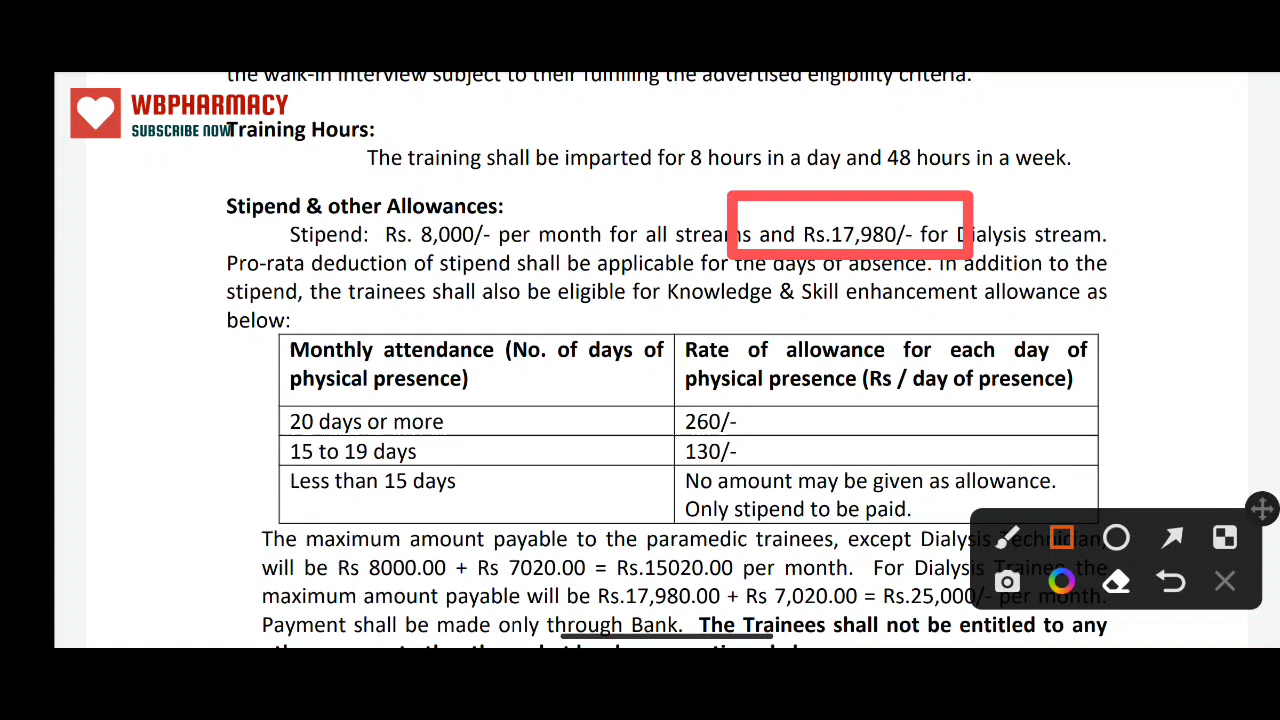 the walk-in interview subject to their fulfilling the advertised eligibility criteria.
WBPHARMACY
SUBSCRIBE NOW
Training Hours:
The training shall be imparted for 8 hours in a day and 48 hours in a week.
Stipend & other Allowances:
Stipend: Rs. 8,000/- per month for all streams and Rs.17,980/- for Dialysis stream.
Pro-rata deduction of stipend shall be applicable for the days of absence. In addition to the
stipend, the trainees shall also be eligible for Knowledge & Skill enhancement allowance as
below:
Monthly attendance (No. of days of
physical presence)
Rate of allowance for each day of
physical presence (Rs / day of presence)
20 days or more
260/-
15 to 19 days
130/-
Less than 15 days
No amount may be given as allowance.
Only stipend to be paid.
The maximum amount payable to the paramedic trainees, except Dialysis Technician,
will be Rs 8000.00 + Rs 7020.00 = Rs.15020.00 per month. For Dialysis Trainee the
maximum amount payable will be Rs.17,980.00 + Rs 7,020.00 = Rs.25,000/- per month.
Payment shall be made only through Bank. The Trainees shall not be entitled to any